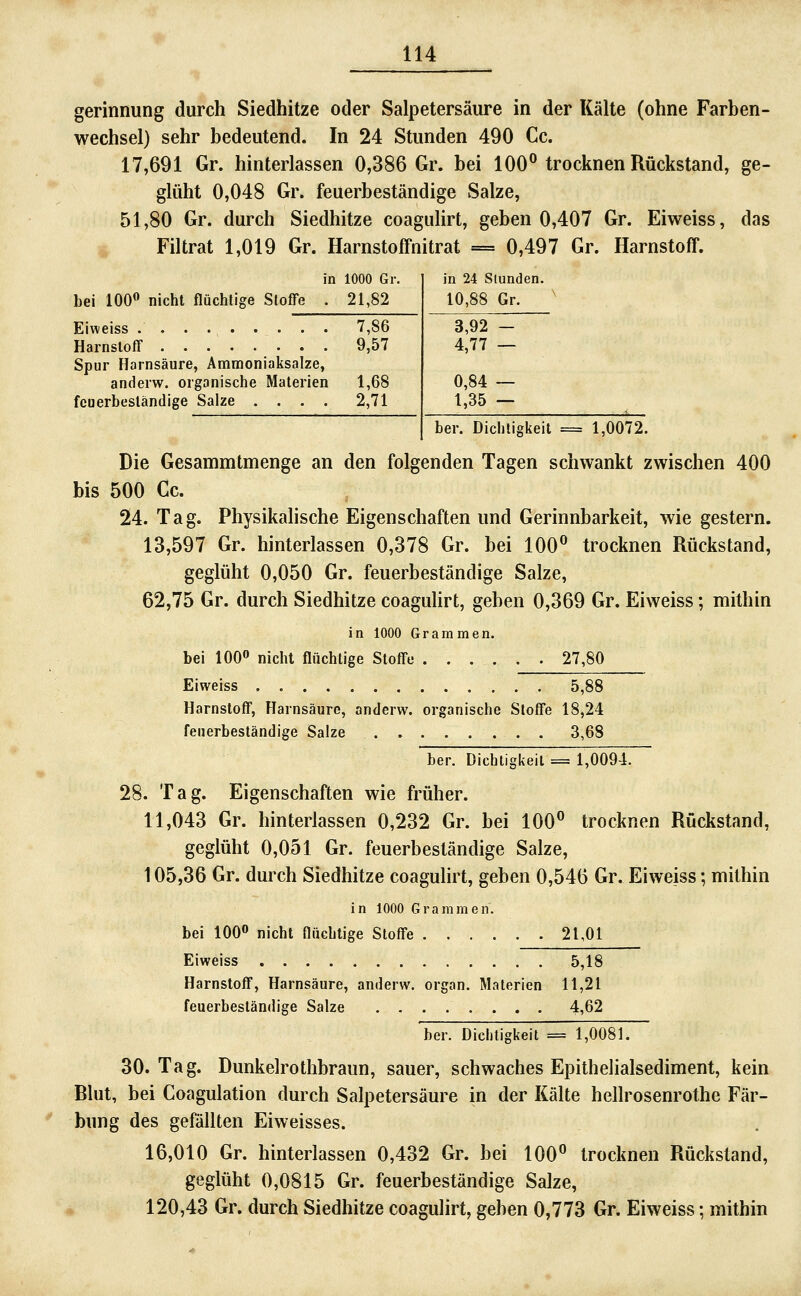 114
gerinnung durch Siedhitze oder Salpetersäure in der Kälte (ohne Farben-
wechsel) sehr bedeutend. In 24 Stunden 490 Cc.
17,691 Gr. hinterlassen 0,386 Gr. bei 100⁰ trocknen Rückstand, ge-
glüht 0,048 Gr. feuerbeständige Salze,
51,80 Gr. durch Siedhitze coagulirt, geben 0,407 Gr. Eiweiss, das
Filtrat 1,019 Gr. Harnstoffnitrat = 0,497 Gr. Harnstoff.
in 1000 Gr. in 24 Stunden.
bei 100⁰ nicht flüchtige Stoffe . 21,82 10,88 Gr.
Eiweiss . . . . . . . . . 7,86 3,92 —
Harnstoff . . . . . . . . 9,57 4,77 —
Spur Harnsäure, Ammoniaksalze,
anderw. organische Materien 1,68 0,84 —
feuerbeständige Salze . . . . 2,71 1,35 —
ber. Dichtigkeit = 1,0072.
Die Gesammtmenge an den folgenden Tagen schwankt zwischen 400
bis 500 Cc.
24. Tag. Physikalische Eigenschaften und Gerinnbarkeit, wie gestern.
13,597 Gr. hinterlassen 0,378 Gr. bei 100⁰ trocknen Rückstand,
geglüht 0,050 Gr. feuerbeständige Salze,
62,75 Gr. durch Siedhitze coagulirt, geben 0,369 Gr. Eiweiss; mithin
in 1000 Grammen.
bei 100⁰ nicht flüchtige Stoffe . . . . . . 27,80
Eiweiss . . . . . . . . . . . . . 5,88
Harnstoff, Harnsäure, anderw. organische Stoffe 18,24
feuerbeständige Salze . . . . . . . . 3,68
ber. Dichtigkeit = 1,0094.
28. Tag. Eigenschaften wie früher.
11,043 Gr. hinterlassen 0,232 Gr. bei 100⁰ trocknen Rückstand,
geglüht 0,051 Gr. feuerbeständige Salze,
105,36 Gr. durch Siedhitze coagulirt, geben 0,546 Gr. Eiweiss; mithin
in 1000 Grammen.
bei 100⁰ nicht flüchtige Stoffe . . . . . . 21,01
Eiweiss . . . . . . . . . . . . . 5,18
Harnstoff, Harnsäure, anderw. organ. Materien 11,21
feuerbeständige Salze . . . . . . . . 4,62
ber. Dichtigkeit = 1,0081.
30. Tag. Dunkelrothbraun, sauer, schwaches Epithelialsediment, kein
Blut, bei Coagulation durch Salpetersäure in der Kälte hellrosenrothe Fär-
bung des gefällten Eiweisses.
16,010 Gr. hinterlassen 0,432 Gr. bei 100⁰ trocknen Rückstand,
geglüht 0,0815 Gr. feuerbeständige Salze,
120,43 Gr. durch Siedhitze coagulirt, geben 0,773 Gr. Eiweiss; mithin